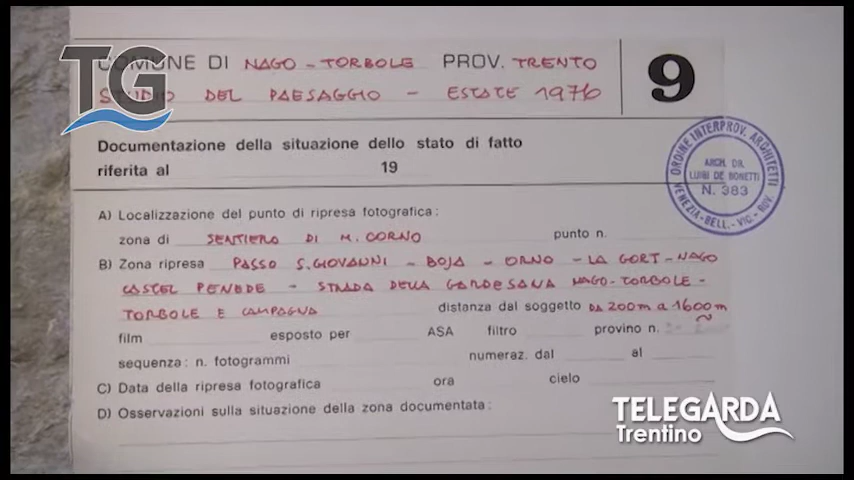 TG
COMUNE DI NAGO - TORBOLE PROV. TRENTO
STUDIO DEL PAESAGGIO - ESTATE 1976
9
Documentazione della situazione dello stato di fatto
riferita al 19
ORDINE INTERPROV. ARCHITETTI
ARCH. DR.
LUIGI DE BONETTI
N. 383
VENEZIA - BELL. - VIC. - ROV.
A) Localizzazione del punto di ripresa fotografica:
zona di SENTIERO DI M. CORNO punto n.
B) Zona ripresa PASSO S. GIOVANNI - BOJA - ORNO - LA GORT - NAGO
CASTEL PENEDE - STRADA DELLA GARDESANA NAGO-TORBOLE -
TORBOLE E CAMPAGNA distanza dal soggetto DA 200m a 1600m
film esposto per ASA filtro provino n.
sequenza: n. fotogrammi numeraz. dal al
C) Data della ripresa fotografica ora cielo
D) Osservazioni sulla situazione della zona documentata:
TELEGARDA
Trentino